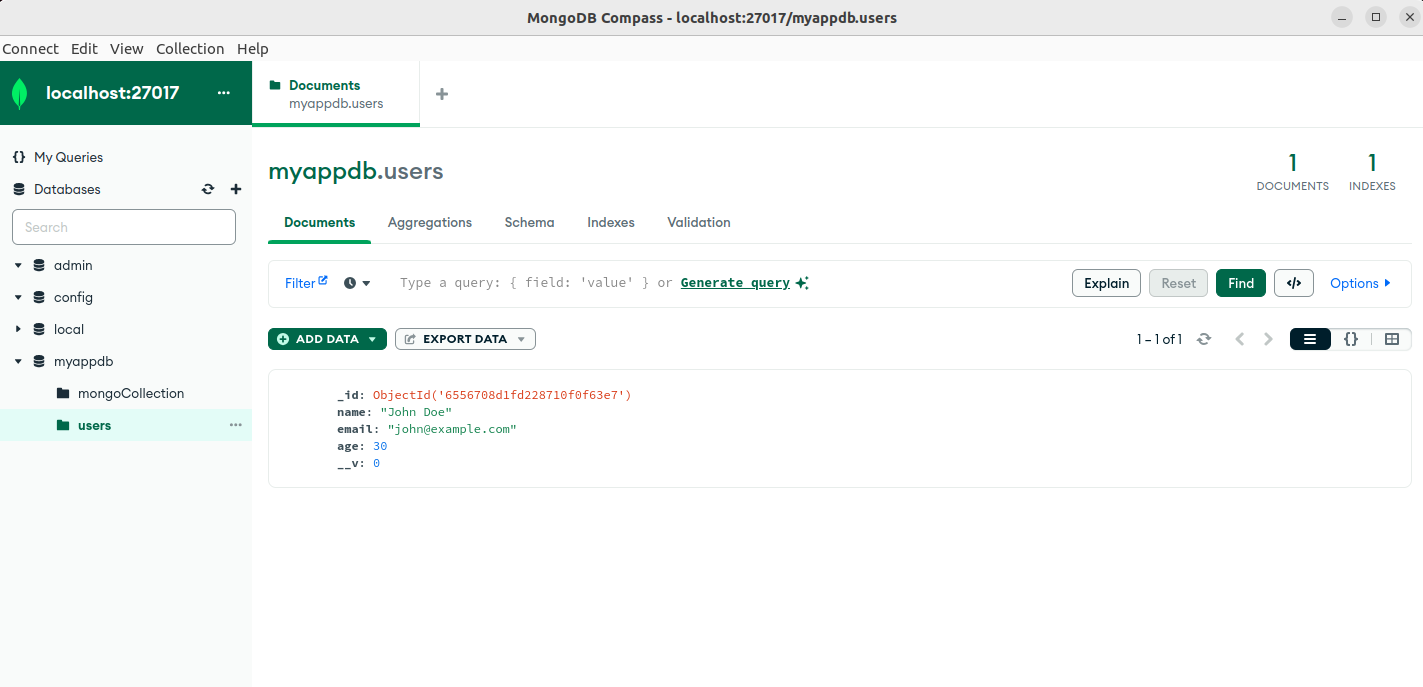 MongoDB Compass - localhost:27017/myappdb.users
Connect Edit View Collection Help
localhost:27017 ...
Documents
myappdb.users
+
{} My Queries
Databases
Search
admin
config
local
myappdb
mongoCollection
users ...
myappdb.users
1
DOCUMENTS
1
INDEXES
Documents Aggregations Schema Indexes Validation
Filter Type a query: { field: 'value' } or Generate query Explain Reset Find </> Options
ADD DATA EXPORT DATA 1 – 1 of 1 {}
_id: ObjectId('6556708d1fd228710f0f63e7')
name: "John Doe"
email: "john@example.com"
age: 30
__v: 0